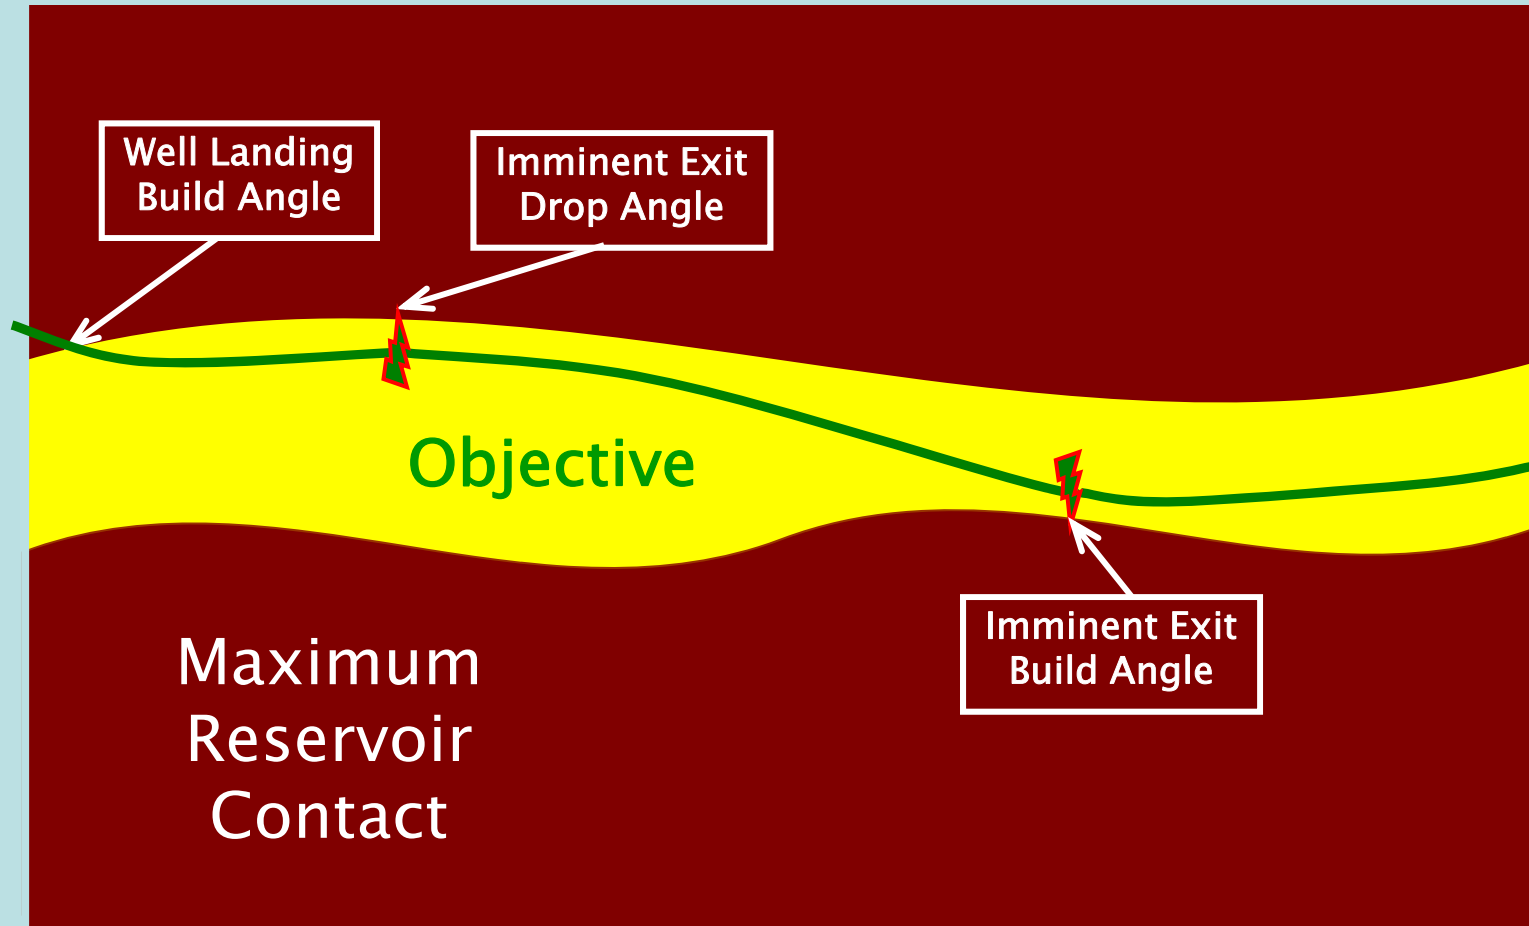 Well Landing
Build Angle
Imminent Exit
Drop Angle
Objective
Imminent Exit
Build Angle
Maximum
Reservoir
Contact